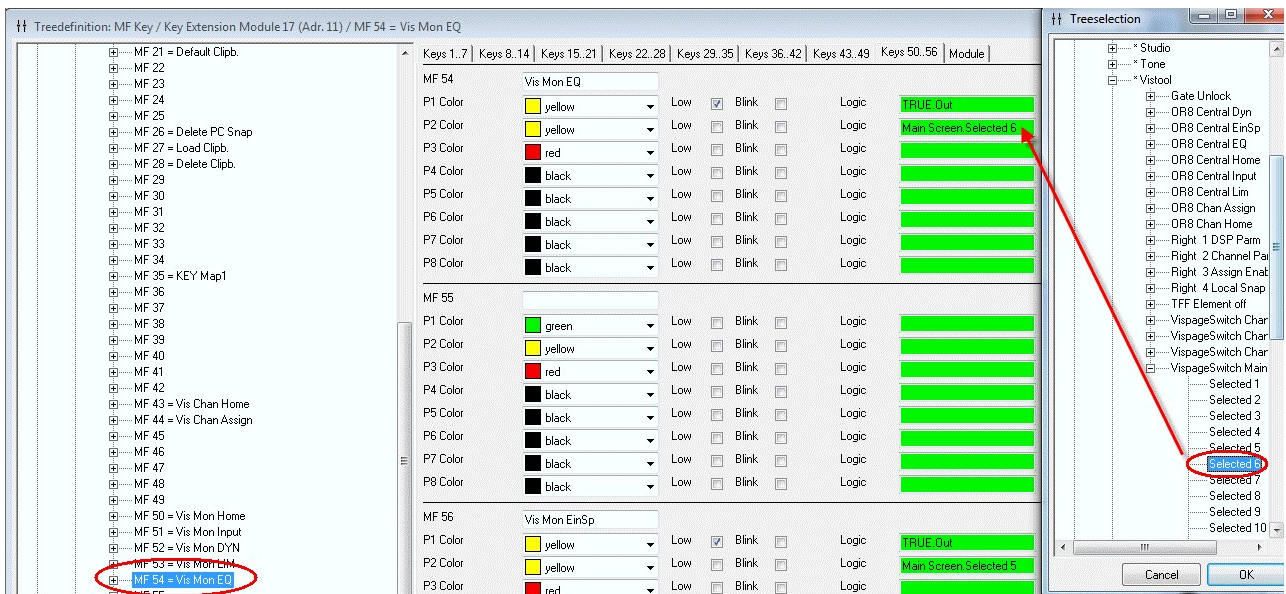 Treedefinition: MF Key / Key Extension Module 17 (Adr. 11) / MF 54 = Vis Mon EQ
MF 21 = Default Clipb.
MF 22
MF 23
MF 24
MF 25
MF 26 = Delete PC Snap
MF 27 = Load Clipb.
MF 28 = Delete Clipb.
MF 29
MF 30
MF 31
MF 32
MF 33
MF 34
MF 35 = KEY Map1
MF 36
MF 37
MF 38
MF 39
MF 40
MF 41
MF 42
MF 43 = Vis Chan Home
MF 44 = Vis Chan Assign
MF 45
MF 46
MF 47
MF 48
MF 49
MF 50 = Vis Mon Home
MF 51 = Vis Mon Input
MF 52 = Vis Mon DYN
MF 53 = Vis Mon LIM
MF 54 = Vis Mon EQ
Keys 1..7 Keys 8..14 Keys 15..21 Keys 22..28 Keys 29..35 Keys 36..42 Keys 43..49 Keys 50..56 Module
MF 54 Vis Mon EQ
P1 Color yellow Low Blink Logic TRUE.Out
P2 Color yellow Low Blink Logic Main Screen.Selected 6
P3 Color red Low Blink Logic
P4 Color black Low Blink Logic
P5 Color black Low Blink Logic
P6 Color black Low Blink Logic
P7 Color black Low Blink Logic
P8 Color black Low Blink Logic
MF 55
P1 Color green Low Blink Logic
P2 Color yellow Low Blink Logic
P3 Color red Low Blink Logic
P4 Color black Low Blink Logic
P5 Color black Low Blink Logic
P6 Color black Low Blink Logic
P7 Color black Low Blink Logic
P8 Color black Low Blink Logic
MF 56 Vis Mon EinSp
P1 Color yellow Low Blink Logic TRUE.Out
P2 Color yellow Low Blink Logic Main Screen.Selected 5
P3 Color red Low Blink Logic
Treeselection
* Studio
* Tone
* Vistool
Gate Unlock
OR8 Central Dyn
OR8 Central EinSp
OR8 Central EQ
OR8 Central Home
OR8 Central Input
OR8 Central Lim
OR8 Chan Assign
OR8 Chan Home
Right 1 DSP Parm
Right 2 Channel Par
Right 3 Assign Enab
Right 4 Local Snap
TFF Element off
VispageSwitch Char
VispageSwitch Char
VispageSwitch Char
VispageSwitch Main
Selected 1
Selected 2
Selected 3
Selected 4
Selected 5
Selected 6
Selected 7
Selected 8
Selected 9
Selected 10
Cancel OK